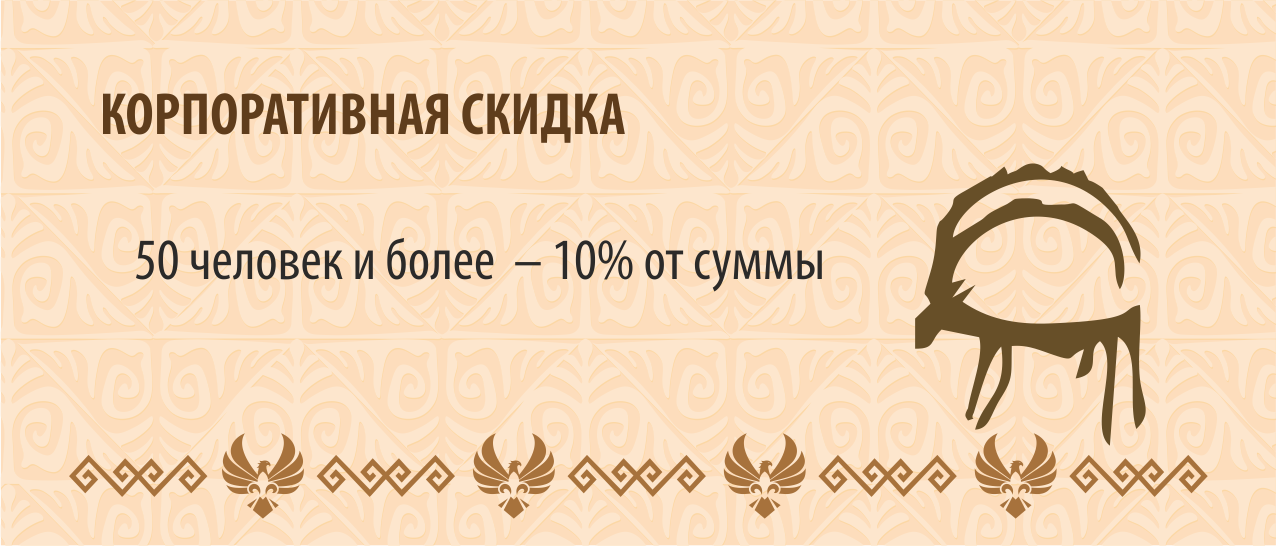 КОРПОРАТИВНАЯ СКИДКА
50 человек и более – 10% от суммы